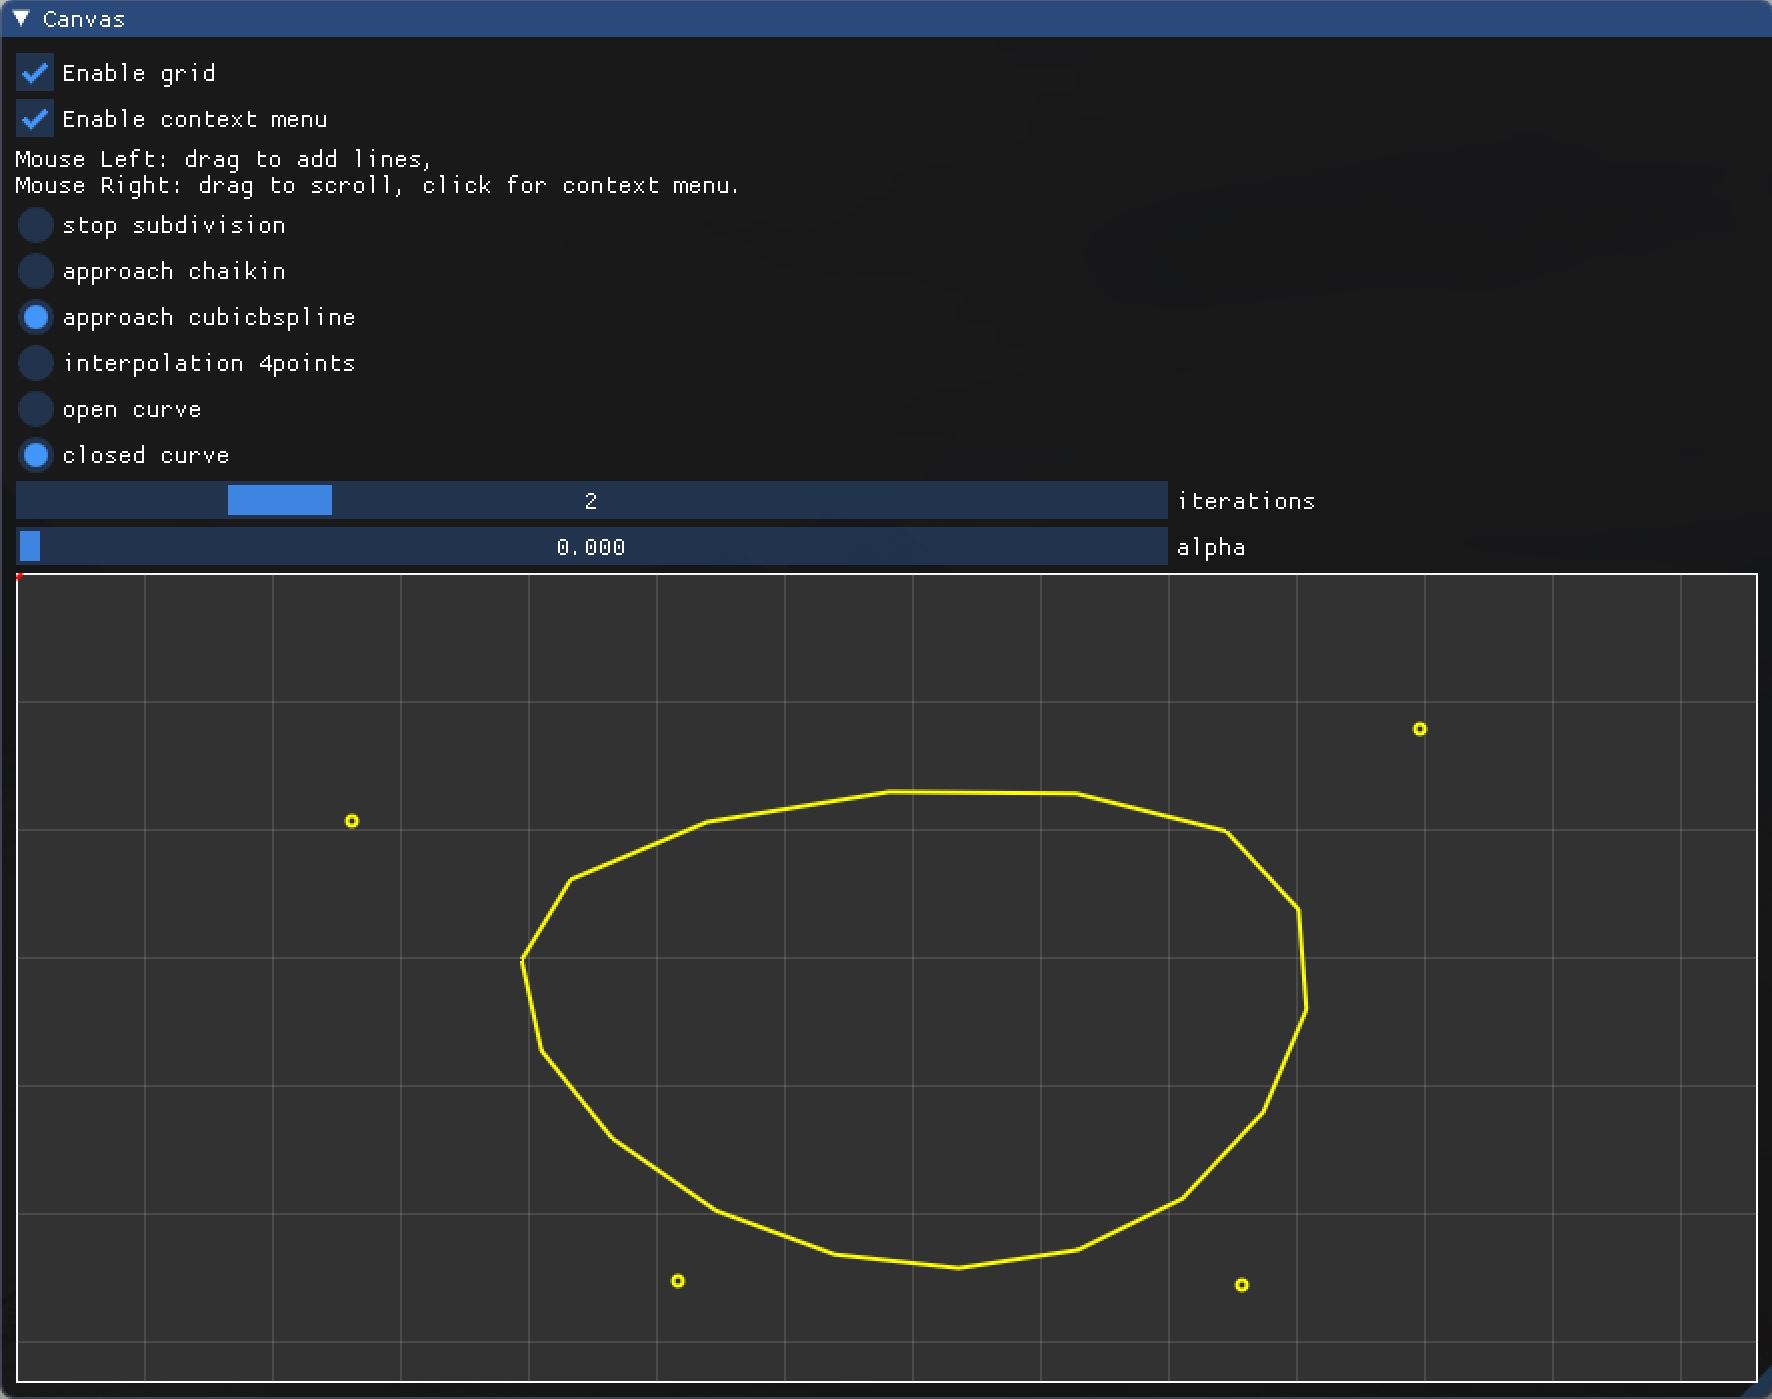 Canvas
Enable grid
Enable context menu
Mouse Left: drag to add lines,
Mouse Right: drag to scroll, click for context menu.
stop subdivision
approach chaikin
approach cubicbspline
interpolation 4points
open curve
closed curve
2 iterations
0.000 alpha